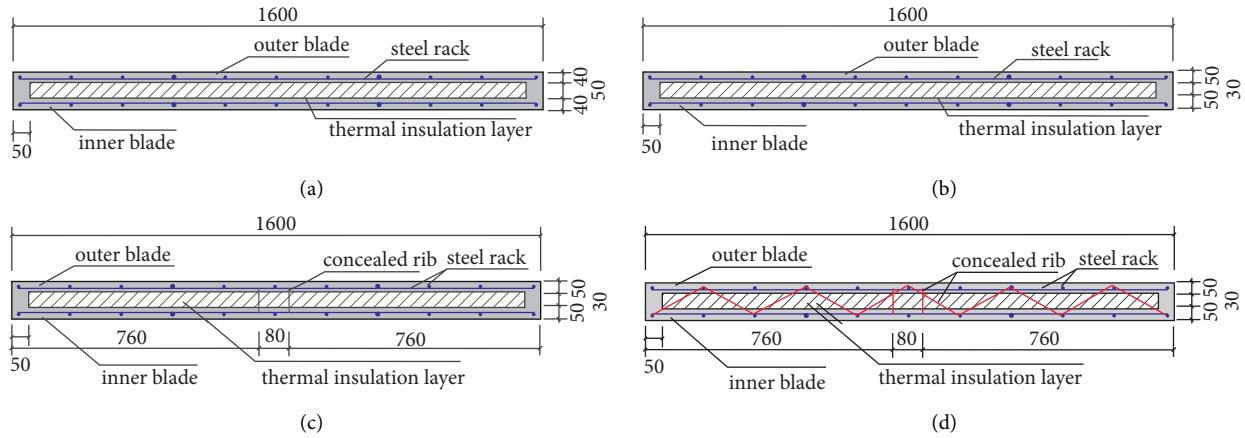 1600
outer blade
steel rack
40
50
40
thermal insulation layer
inner blade
50
(a)
1600
outer blade
steel rack
50
30
50
thermal insulation layer
inner blade
50
(b)
1600
outer blade
concealed rib
steel rack
50
30
50
760
80
760
50
inner blade
thermal insulation layer
(c)
1600
outer blade
concealed rib
steel rack
50
30
50
760
80
760
50
inner blade
thermal insulation layer
(d)